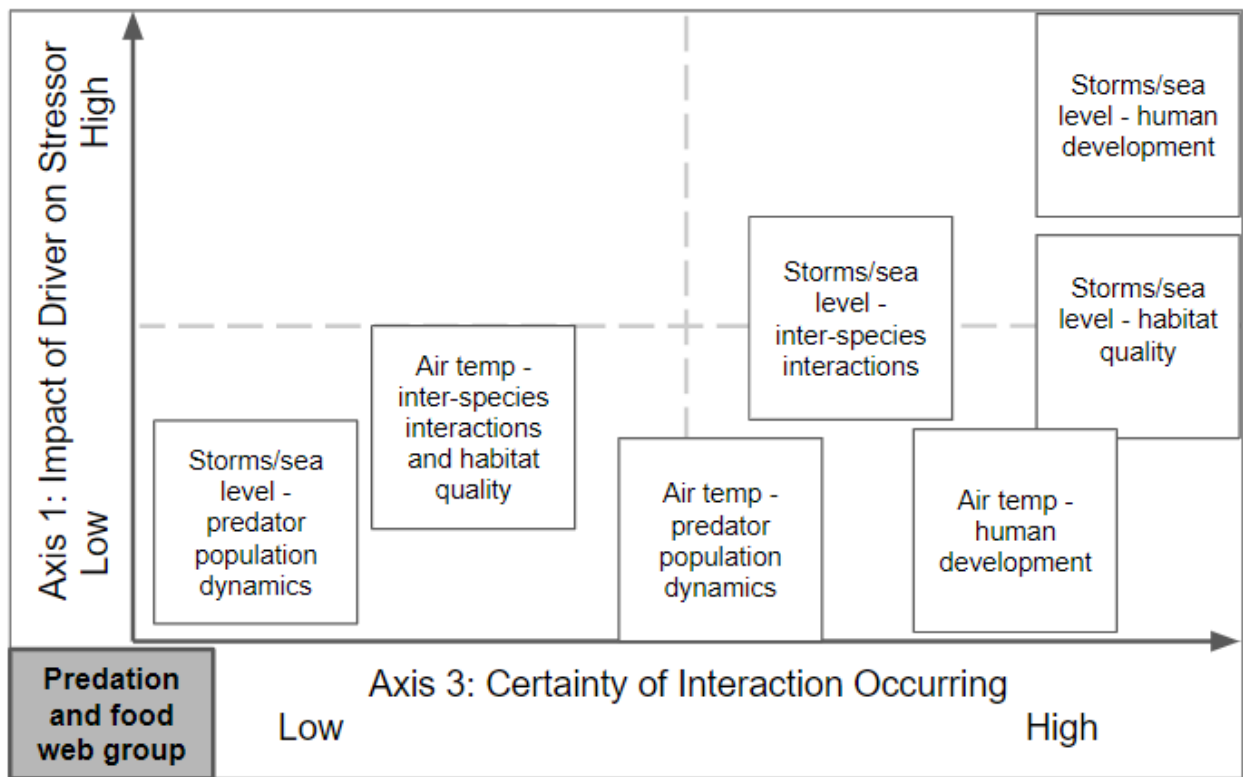 Axis 1: Impact of Driver on Stressor
Low
High
Storms/sea
level - human
development
Storms/sea
level -
inter-species
interactions
Storms/sea
level - habitat
quality
Air temp -
inter-species
interactions
and habitat
quality
Storms/sea
level -
predator
population
dynamics
Air temp -
predator
population
dynamics
Air temp -
human
development
Predation
and food
web group
Axis 3: Certainty of Interaction Occurring
Low
High